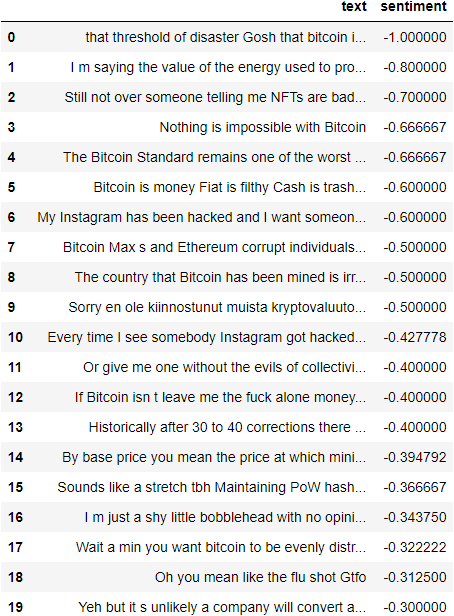 text sentiment
0 that threshold of disaster Gosh that bitcoin i... -1.000000
1 I m saying the value of the energy used to pro... -0.800000
2 Still not over someone telling me NFTs are bad... -0.700000
3 Nothing is impossible with Bitcoin -0.666667
4 The Bitcoin Standard remains one of the worst ... -0.666667
5 Bitcoin is money Fiat is filthy Cash is trash... -0.600000
6 My Instagram has been hacked and I want someon... -0.600000
7 Bitcoin Max s and Ethereum corrupt individuals... -0.500000
8 The country that Bitcoin has been mined is irr... -0.500000
9 Sorry en ole kiinnostunut muista kryptovaluuto... -0.500000
10 Every time I see somebody Instagram got hacked... -0.427778
11 Or give me one without the evils of collectivi... -0.400000
12 If Bitcoin isn t leave me the fuck alone money... -0.400000
13 Historically after 30 to 40 corrections there ... -0.400000
14 By base price you mean the price at which mini... -0.394792
15 Sounds like a stretch tbh Maintaining PoW hash... -0.366667
16 I m just a shy little bobblehead with no opini... -0.343750
17 Wait a min you want bitcoin to be evenly distr... -0.322222
18 Oh you mean like the flu shot Gtfo -0.312500
19 Yeh but it s unlikely a company will convert a... -0.300000